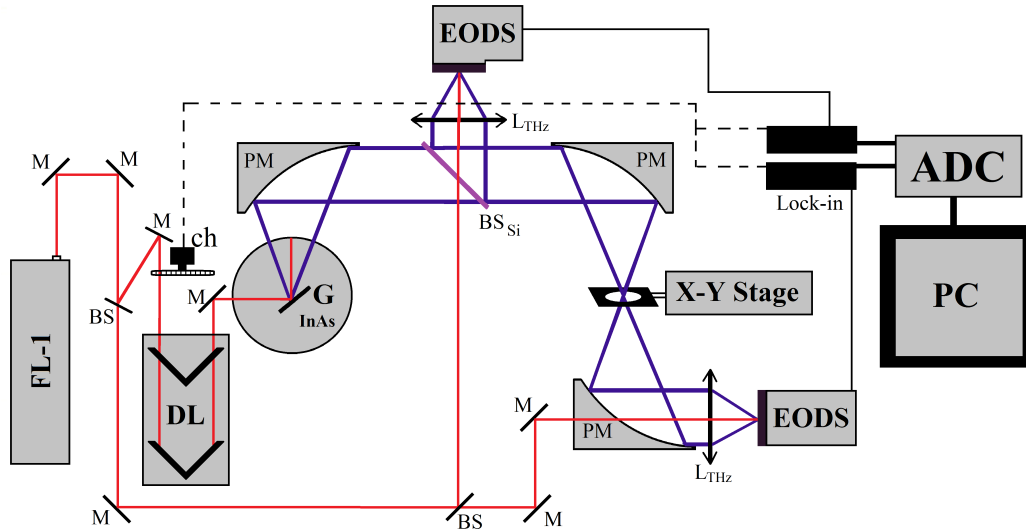 EODS
L_THz
M
M
PM
PM
ADC
M
ch
BS_Si
Lock-in
M
G
InAs
X-Y Stage
PC
BS
FL-1
DL
M
PM
EODS
L_THz
M
BS
M